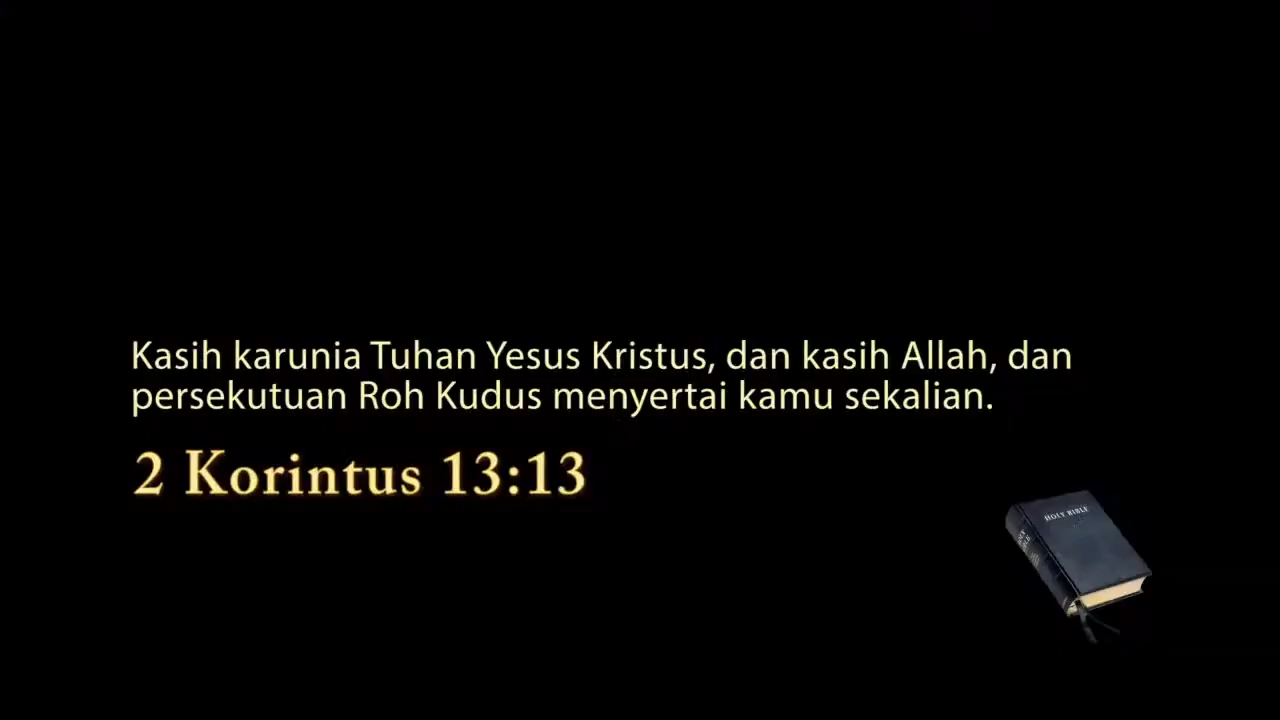 Kasih karunia Tuhan Yesus Kristus, dan kasih Allah, dan
persekutuan Roh Kudus menyertai kamu sekalian.
2 Korintus 13:13
HOLY BIBLE